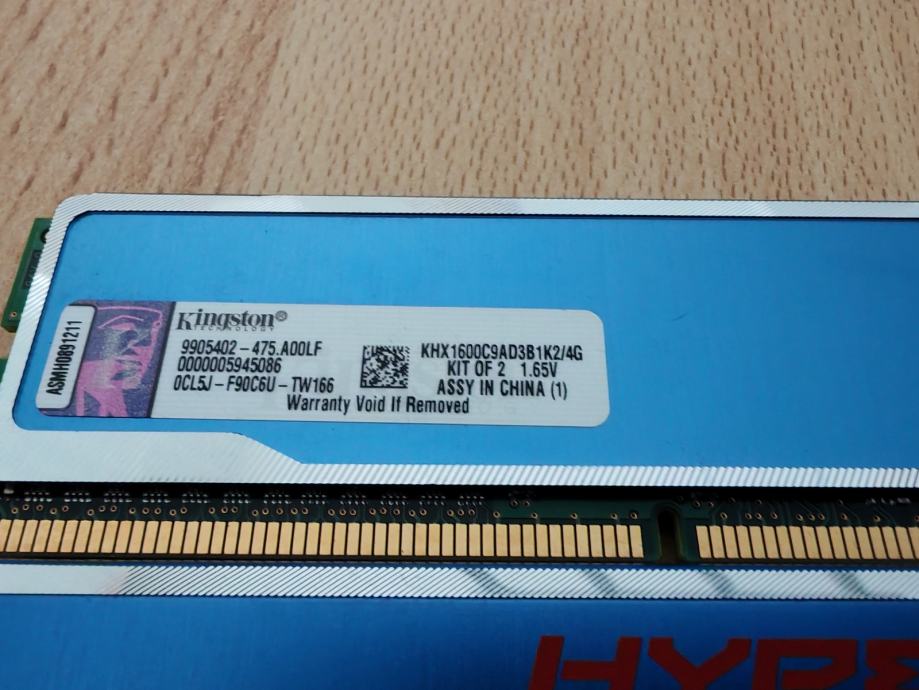 ASMH0891211
Kingston®
TECHNOLOGY
9905402-475.A00LF
0000005945086
0CL5J-F90C6U-TW166
KHX1600C9AD3B1K2/4G
KIT OF 2 1.65V
ASSY IN CHINA (1)
Warranty Void If Removed
HYPE